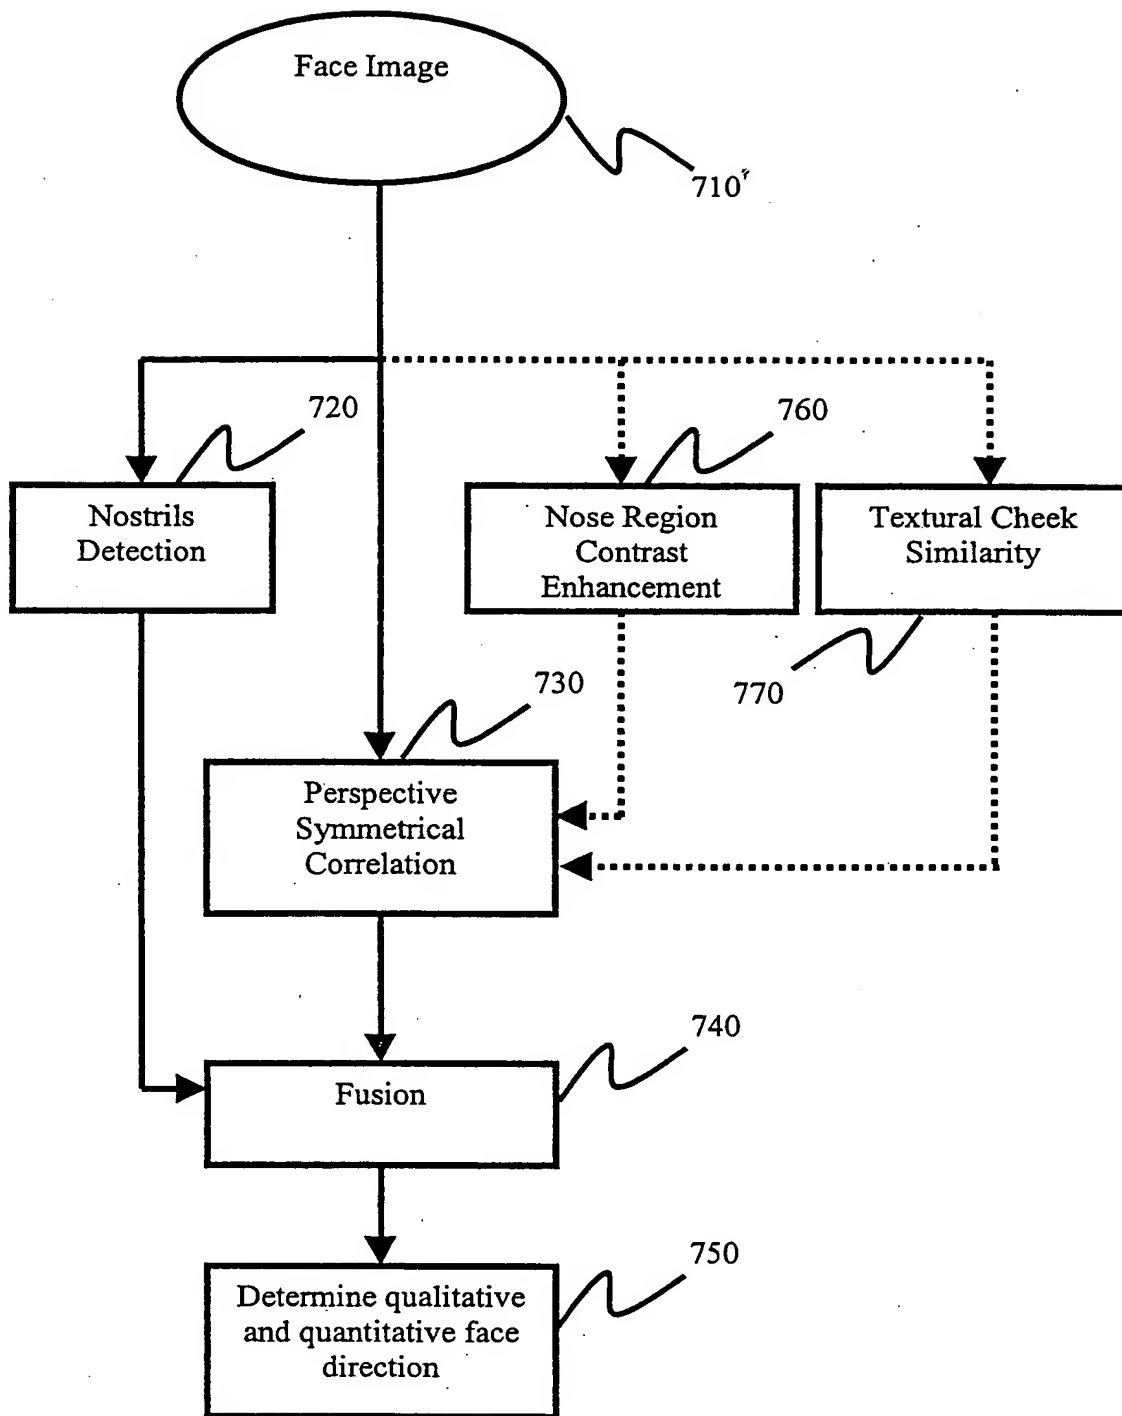 Face Image
710
720
760
Nostrils
Detection
Nose Region
Contrast
Enhancement
Textural Cheek
Similarity
730
770
Perspective
Symmetrical
Correlation
740
Fusion
750
Determine qualitative
and quantitative face
direction